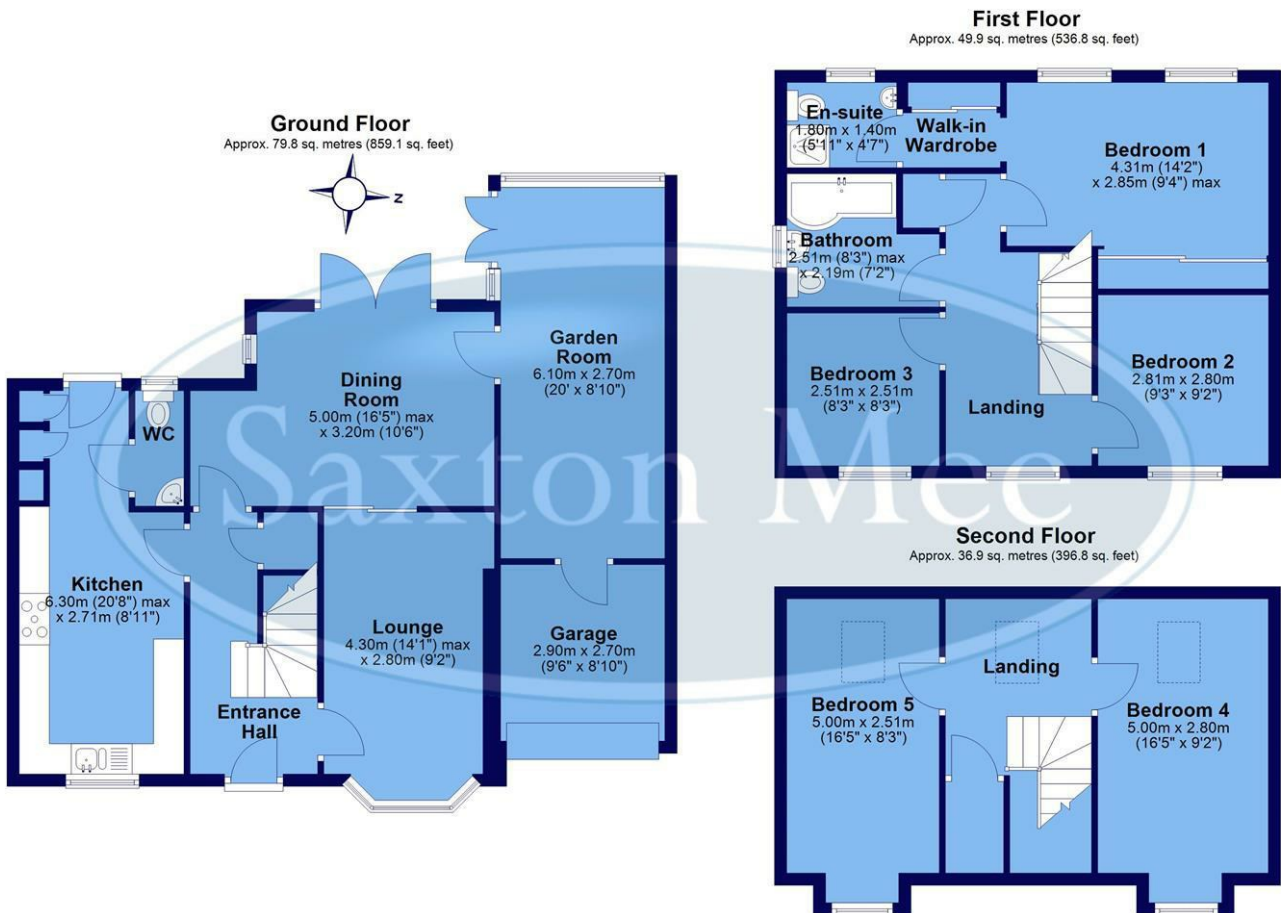 First Floor
Approx. 49.9 sq. metres (536.8 sq. feet)
Ground Floor
Approx. 79.8 sq. metres (859.1 sq. feet)
Z
En-suite
1.80m x 1.40m
(5'11" x 4'7")
Walk-in
Wardrobe
Bedroom 1
4.31m (14'2")
x 2.85m (9'4") max
Bathroom
2.51m (8'3") max
x 2.19m (7'2")
Bedroom 3
2.51m x 2.51m
(8'3" x 8'3")
Landing
Bedroom 2
2.81m x 2.80m
(9'3" x 9'2")
Garden
Room
6.10m x 2.70m
(20' x 8'10")
Dining
Room
5.00m (16'5") max
x 3.20m (10'6")
WC
Saxton Mee
Kitchen
6.30m (20'8") max
x 2.71m (8'11")
Lounge
4.30m (14'1") max
x 2.80m (9'2")
Garage
2.90m x 2.70m
(9'6" x 8'10")
Entrance
Hall
Second Floor
Approx. 36.9 sq. metres (396.8 sq. feet)
Bedroom 5
5.00m x 2.51m
(16'5" x 8'3")
Landing
Bedroom 4
5.00m x 2.80m
(16'5" x 9'2")